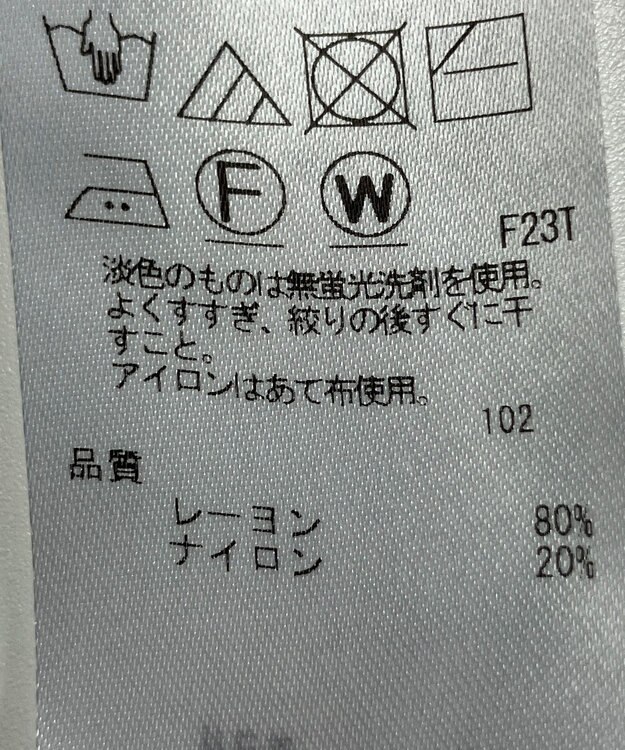 F W
F23T
淡色のものは無蛍光洗剤を使用。
よくすすぎ、絞りの後すぐに干
すこと。
アイロンはあて布使用。
102
品質
レーヨン 80%
ナイロン 20%